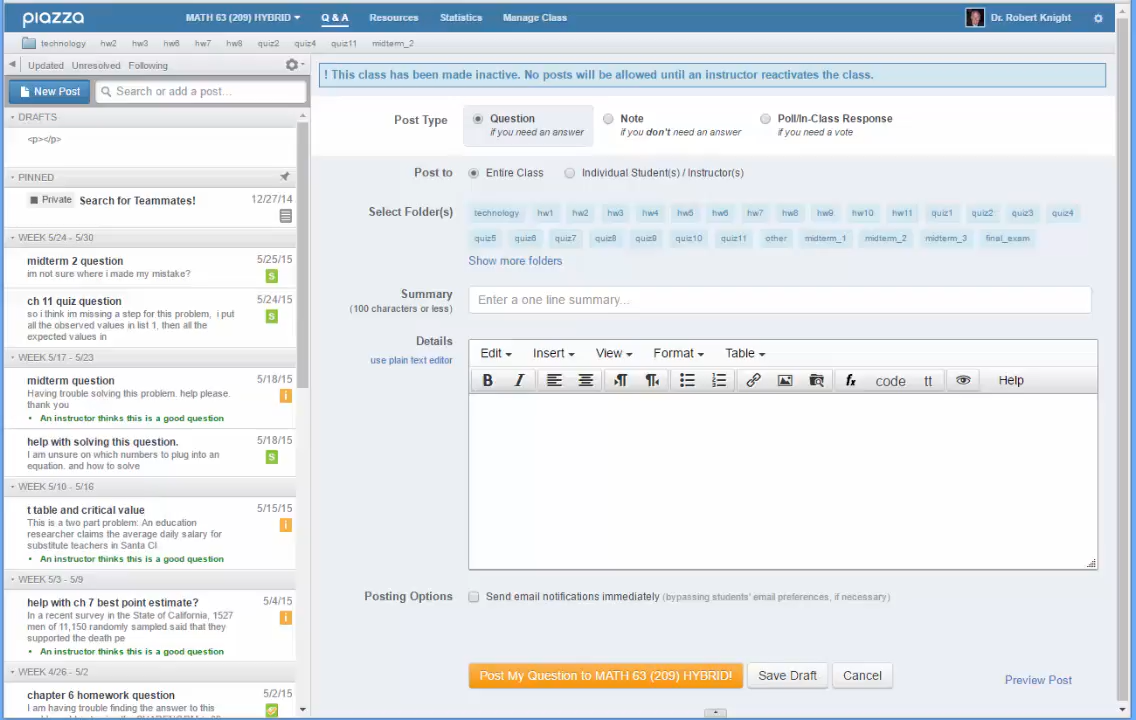 piazza MATH 63 (209) HYBRID Q & A Resources Statistics Manage Class Dr. Robert Knight
technology hw2 hw3 hw6 hw7 hw8 quiz2 quiz4 quiz11 midterm_2
Updated Unresolved Following
New Post Search or add a post...
DRAFTS
<p></p>
PINNED
Private Search for Teammates! 12/27/14
WEEK 5/24 - 5/30
midterm 2 question 5/25/15
im not sure where i made my mistake? S
ch 11 quiz question 5/24/15
so i think im missing a step for this problem, i put S
all the observed values in list 1, then all the
expected values in
WEEK 5/17 - 5/23
midterm question 5/18/15
Having trouble solving this problem. help please. i
thank you
• An instructor thinks this is a good question
help with solving this question. 5/18/15
I am unsure on which numbers to plug into an S
equation. and how to solve
WEEK 5/10 - 5/16
t table and critical value 5/15/15
This is a two part problem: An education i
researcher claims the average daily salary for
substitute teachers in Santa Cl
• An instructor thinks this is a good question
WEEK 5/3 - 5/9
help with ch 7 best point estimate? 5/4/15
In a recent survey in the State of California, 1527 i
men of 11,150 randomly sampled said that they
supported the death pe
• An instructor thinks this is a good question
WEEK 4/26 - 5/2
chapter 6 homework question 5/2/15
I am having trouble finding the answer to this
! This class has been made inactive. No posts will be allowed until an instructor reactivates the class.
Post Type Question Note Poll/In-Class Response
if you need an answer if you don't need an answer if you need a vote
Post to Entire Class Individual Student(s) / Instructor(s)
Select Folder(s) technology hw1 hw2 hw3 hw4 hw5 hw6 hw7 hw8 hw9 hw10 hw11 quiz1 quiz2 quiz3 quiz4
quiz5 quiz6 quiz7 quiz8 quiz9 quiz10 quiz11 other midterm_1 midterm_2 midterm_3 final_exam
Show more folders
Summary Enter a one line summary...
(100 characters or less)
Details
use plain text editor
Edit Insert View Format Table
B I fx code tt Help
Posting Options Send email notifications immediately (bypassing students' email preferences, if necessary)
Post My Question to MATH 63 (209) HYBRID! Save Draft Cancel Preview Post